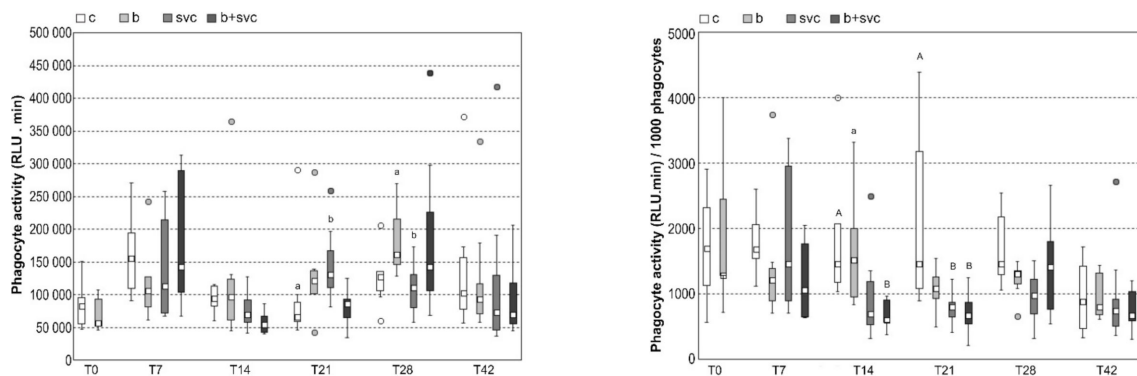 c b svc b+svc
Phagocyte activity (RLU . min)
500 000
450 000
400 000
350 000
300 000
250 000
200 000
150 000
100 000
50 000
a
b
a
b
T0 T7 T14 T21 T28 T42
c b svc b+svc
Phagocyte activity (RLU.min) / 1000 phagocytes
5000
4000
3000
2000
1000
0
A
a
B
A
B
B
T0 T7 T14 T21 T28 T42